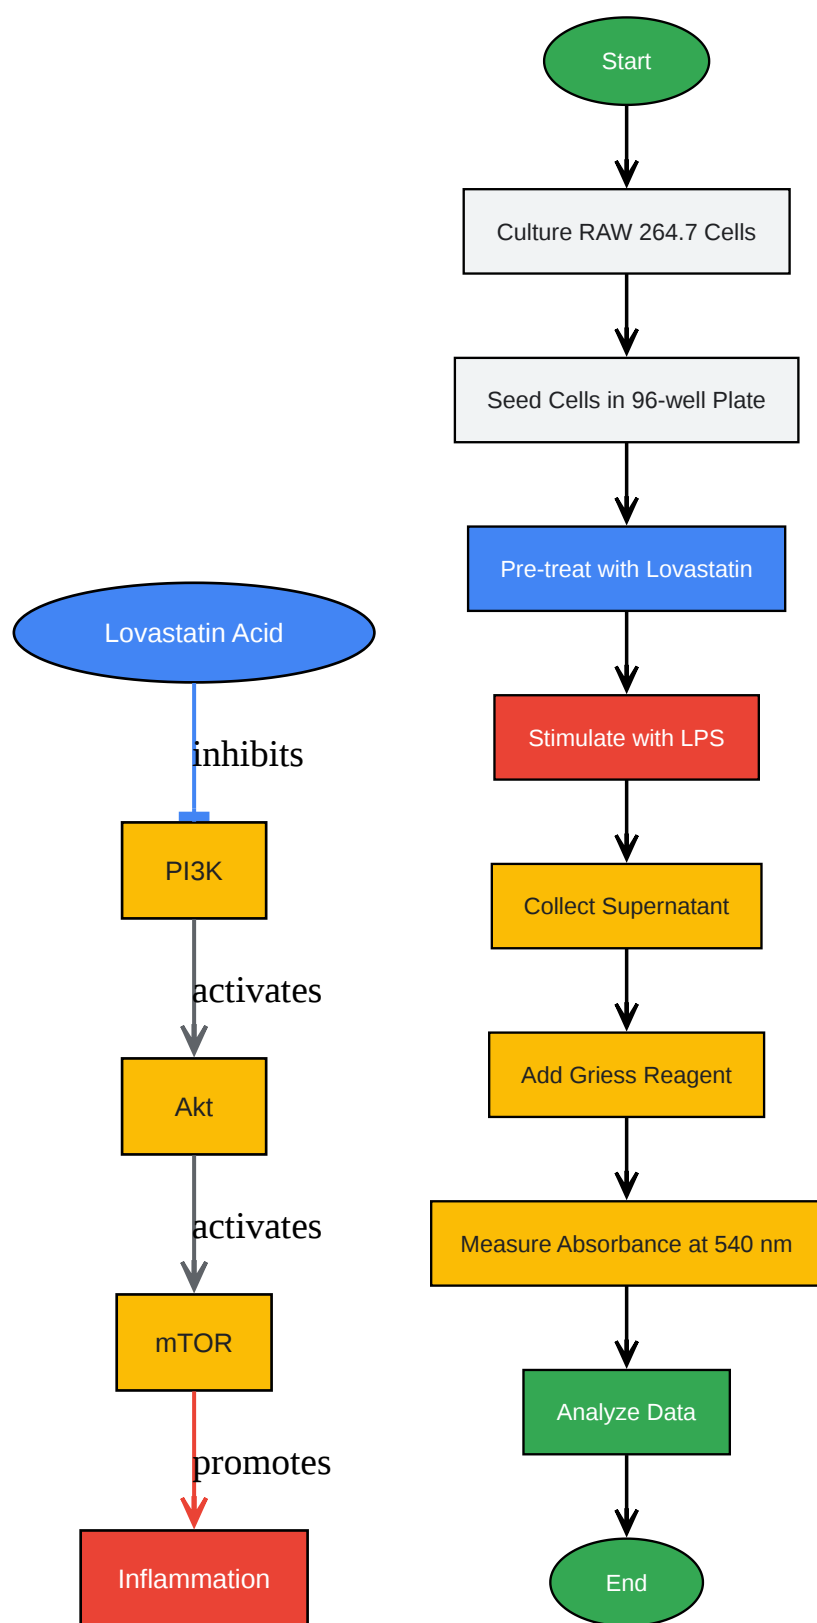 Lovastatin Acid
inhibits
PI3K
activates
Akt
activates
mTOR
promotes
Inflammation
Start
Culture RAW 264.7 Cells
Seed Cells in 96-well Plate
Pre-treat with Lovastatin
Stimulate with LPS
Collect Supernatant
Add Griess Reagent
Measure Absorbance at 540 nm
Analyze Data
End